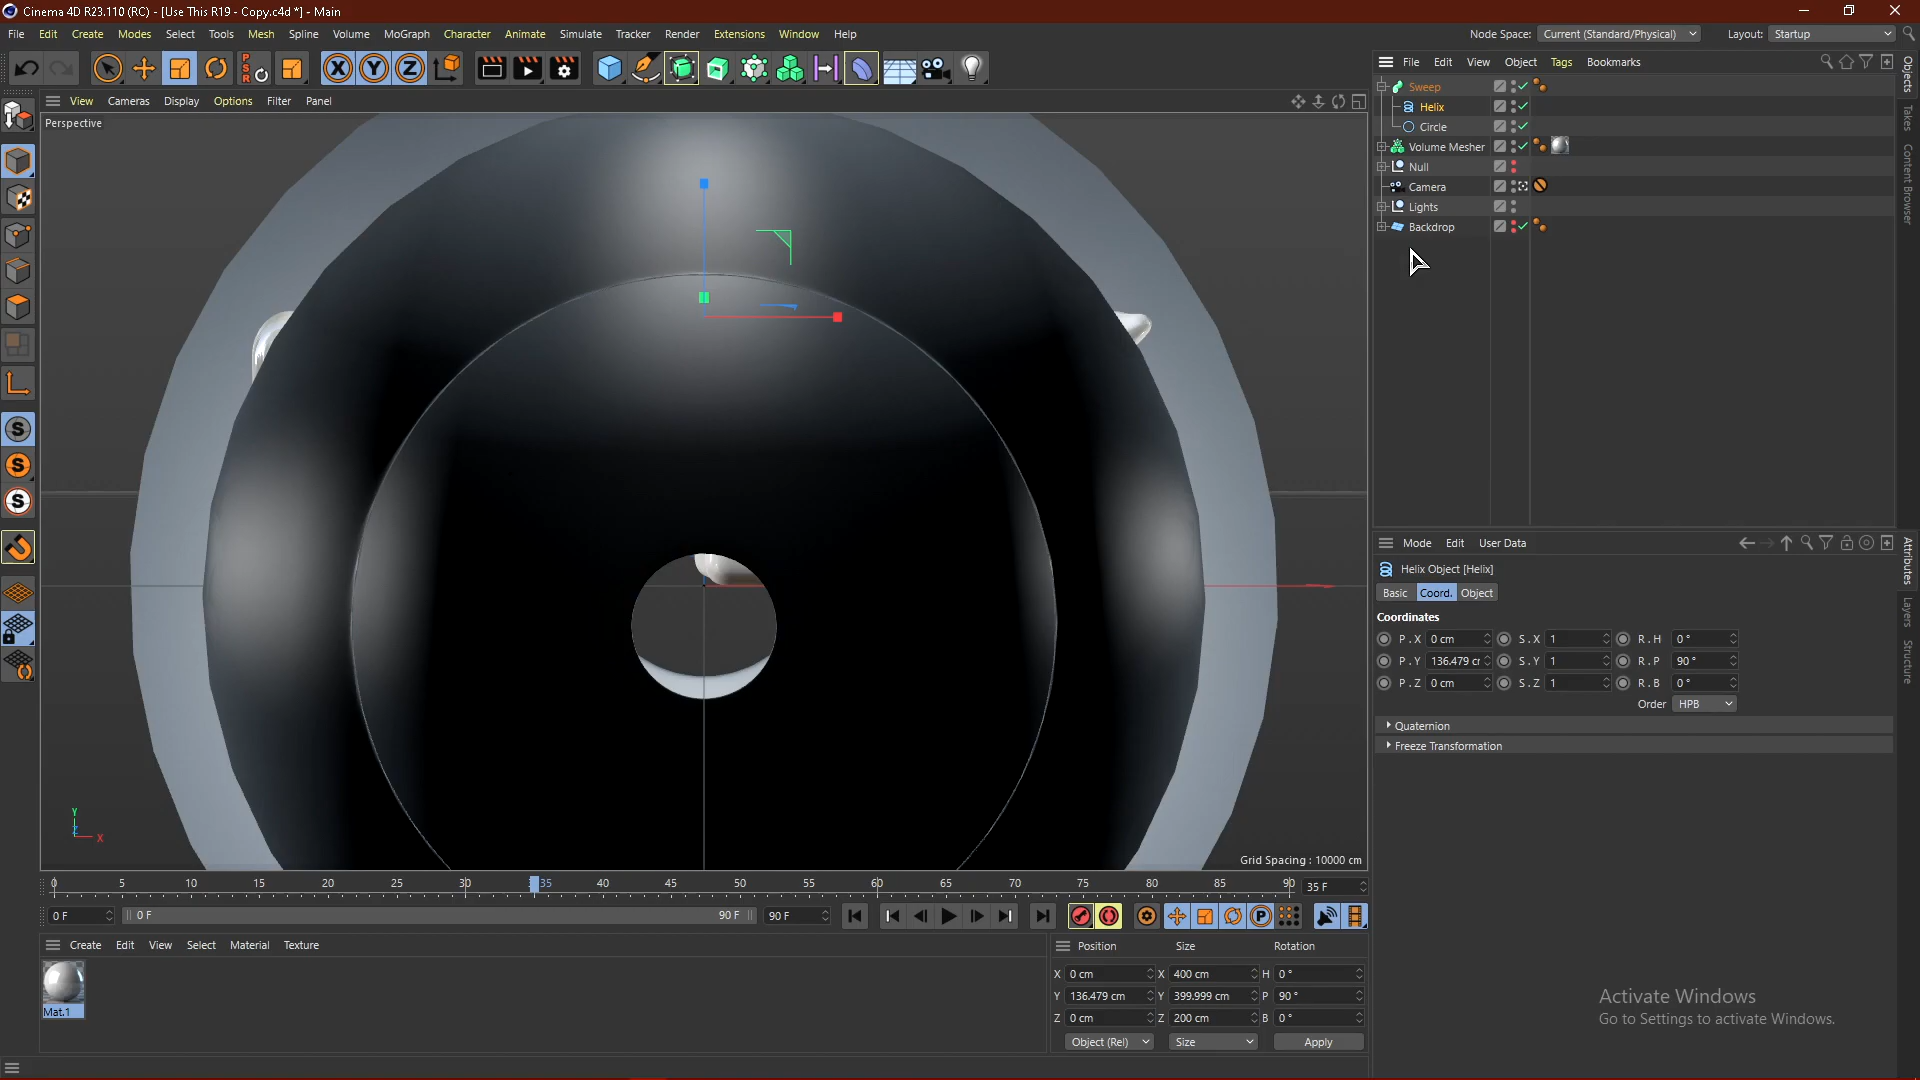 Cinema 4D R23.110 (RC) - [Use This R19 - Copy.c4d *] - Main
File Edit Create Modes Select Tools Mesh Spline Volume MoGraph Character Animate Simulate Tracker Render Extensions Window Help
Node Space: Current (Standard/Physical) Layout: Startup
PSR X Y Z
File Edit View Object Tags Bookmarks
View Cameras Display Options Filter Panel
Perspective
Sweep
Helix
Circle
Volume Mesher
Null
Camera
Lights
Backdrop
Objects
Takes
Content Browser
S
S
S
Mode Edit User Data
Helix Object [Helix]
Basic Coord. Object
Coordinates
P . X 0 cm S . X 1 R . H 0 °
P . Y 136.479 cr S . Y 1 R . P 90 °
P . Z 0 cm S . Z 1 R . B 0 °
Order HPB
Quaternion
Freeze Transformation
Attributes
Layers
Structure
Y
Z
X
Grid Spacing : 10000 cm
0 5 10 15 20 25 30 35 40 45 50 55 60 65 70 75 80 85 90 35 F
0 F 0 F 90 F 90 F
P
Create Edit View Select Material Texture
Mat.1
Position Size Rotation
X 0 cm X 400 cm H 0 °
Y 136.479 cm Y 399.999 cm P 90 °
Z 0 cm Z 200 cm B 0 °
Object (Rel) Size Apply
Activate Windows
Go to Settings to activate Windows.